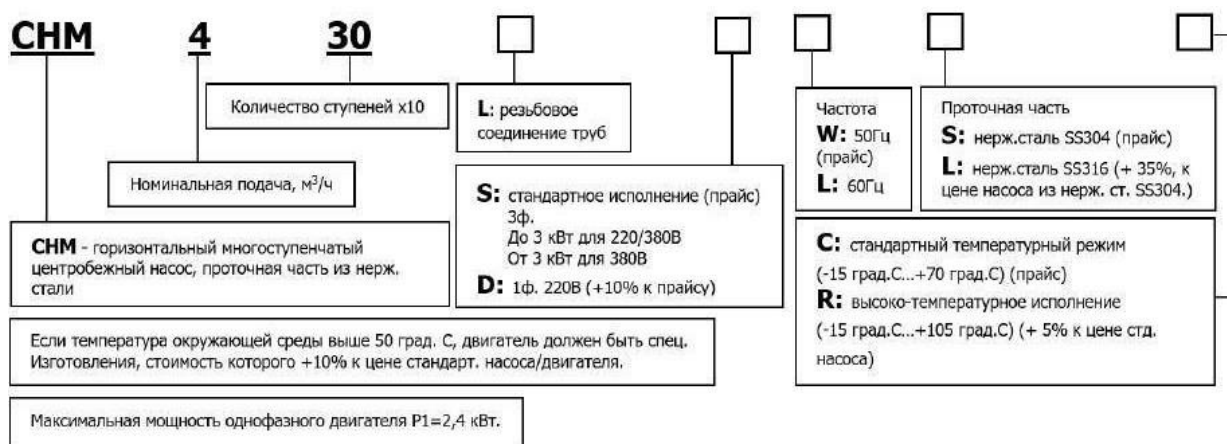 CHM 4 30
Количество ступеней x10
L: резьбовое
соединение труб
Частота
W: 50Гц
(прайс)
L: 60Гц
Проточная часть
S: нерж.сталь SS304 (прайс)
L: нерж.сталь SS316 (+ 35%, к
цене насоса из нерж. ст. SS304.)
Номинальная подача, м³/ч
S: стандартное исполнение (прайс)
3ф.
До 3 кВт для 220/380В
От 3 кВт для 380В
D: 1ф. 220В (+10% к прайсу)
CHM - горизонтальный многоступенчатый
центробежный насос, проточная часть из нерж.
стали
C: стандартный температурный режим
(-15 град.С...+70 град.С) (прайс)
R: высоко-температурное исполнение
(-15 град.С...+105 град.С) (+ 5% к цене стд.
насоса)
Если температура окружающей среды выше 50 град. С, двигатель должен быть спец.
Изготовления, стоимость которого +10% к цене стандарт. насоса/двигателя.
Максимальная мощность однофазного двигателя P1=2,4 кВт.